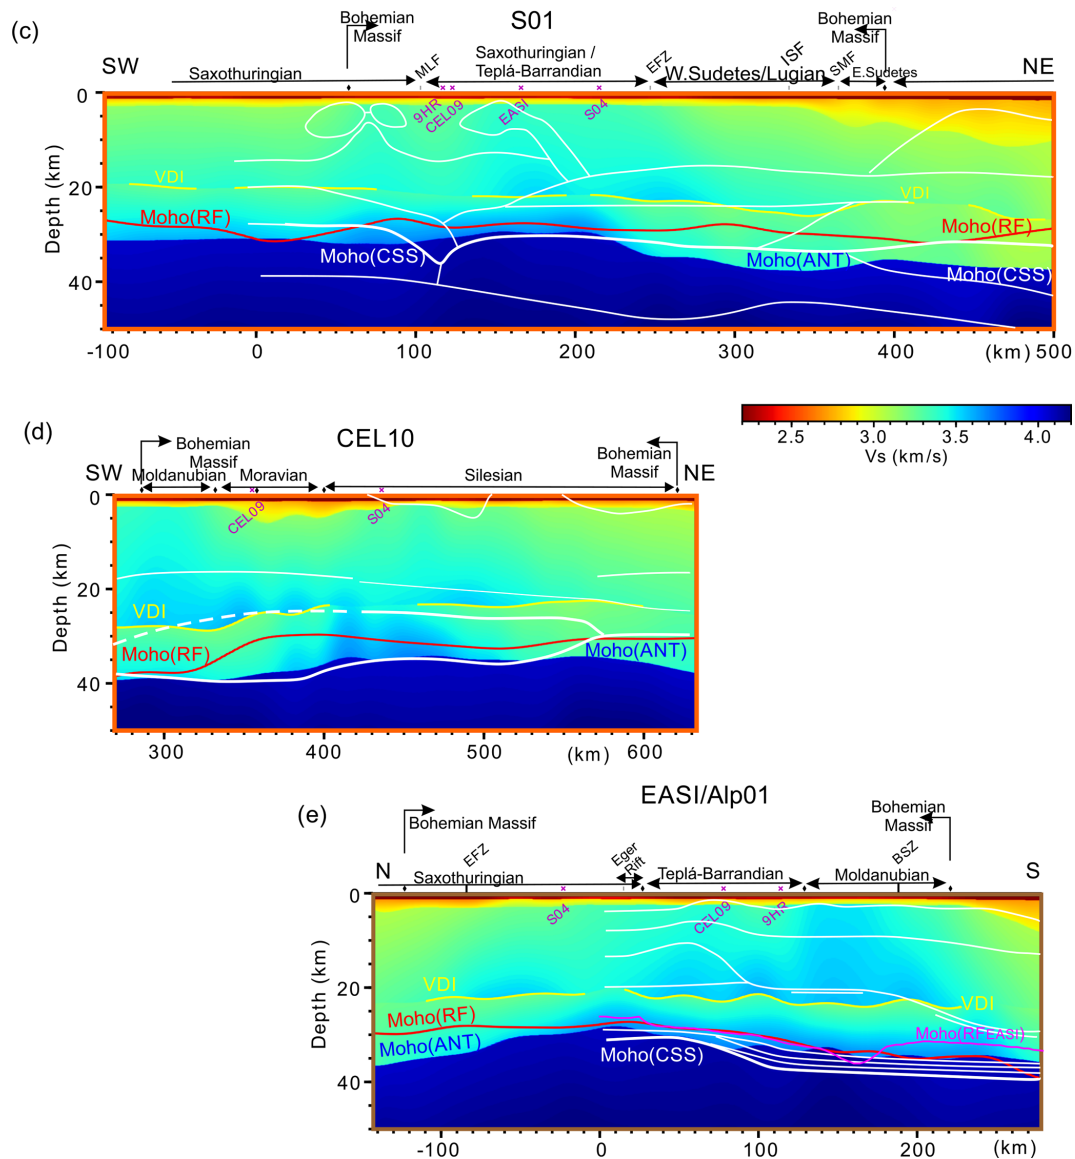 (c)
S01
Bohemian
Massif
Bohemian
Massif
SW
Saxothuringian
MLF
Saxothuringian /
Teplá-Barrandian
EFZ
W.Sudetes/Lugian
ISF
SMF
E.Sudetes
NE
9HR
CEL09
EASI
S04
VDI
VDI
Moho(RF)
Moho(RF)
Moho(CSS)
Moho(ANT)
Moho(CSS)
Depth (km)
0
20
40
-100
0
100
200
300
400
(km)
500
2.5
3.0
3.5
4.0
Vs (km/s)
(d)
CEL10
Bohemian
Massif
Bohemian
Massif
SW
Moldanubian
Moravian
Silesian
NE
CEL09
S04
VDI
Moho(RF)
Moho(ANT)
Depth (km)
0
20
40
300
400
500
(km)
600
EASI/Alp01
(e)
Bohemian Massif
Bohemian
Massif
N
EFZ
Saxothuringian
Eger
Rift
Teplá-Barrandian
BSZ
Moldanubian
S
S04
CEL09
9HR
VDI
VDI
Moho(RF)
Moho(ANT)
Moho(CSS)
Moho(RFEASI)
Depth (km)
0
20
40
-100
0
100
200
(km)